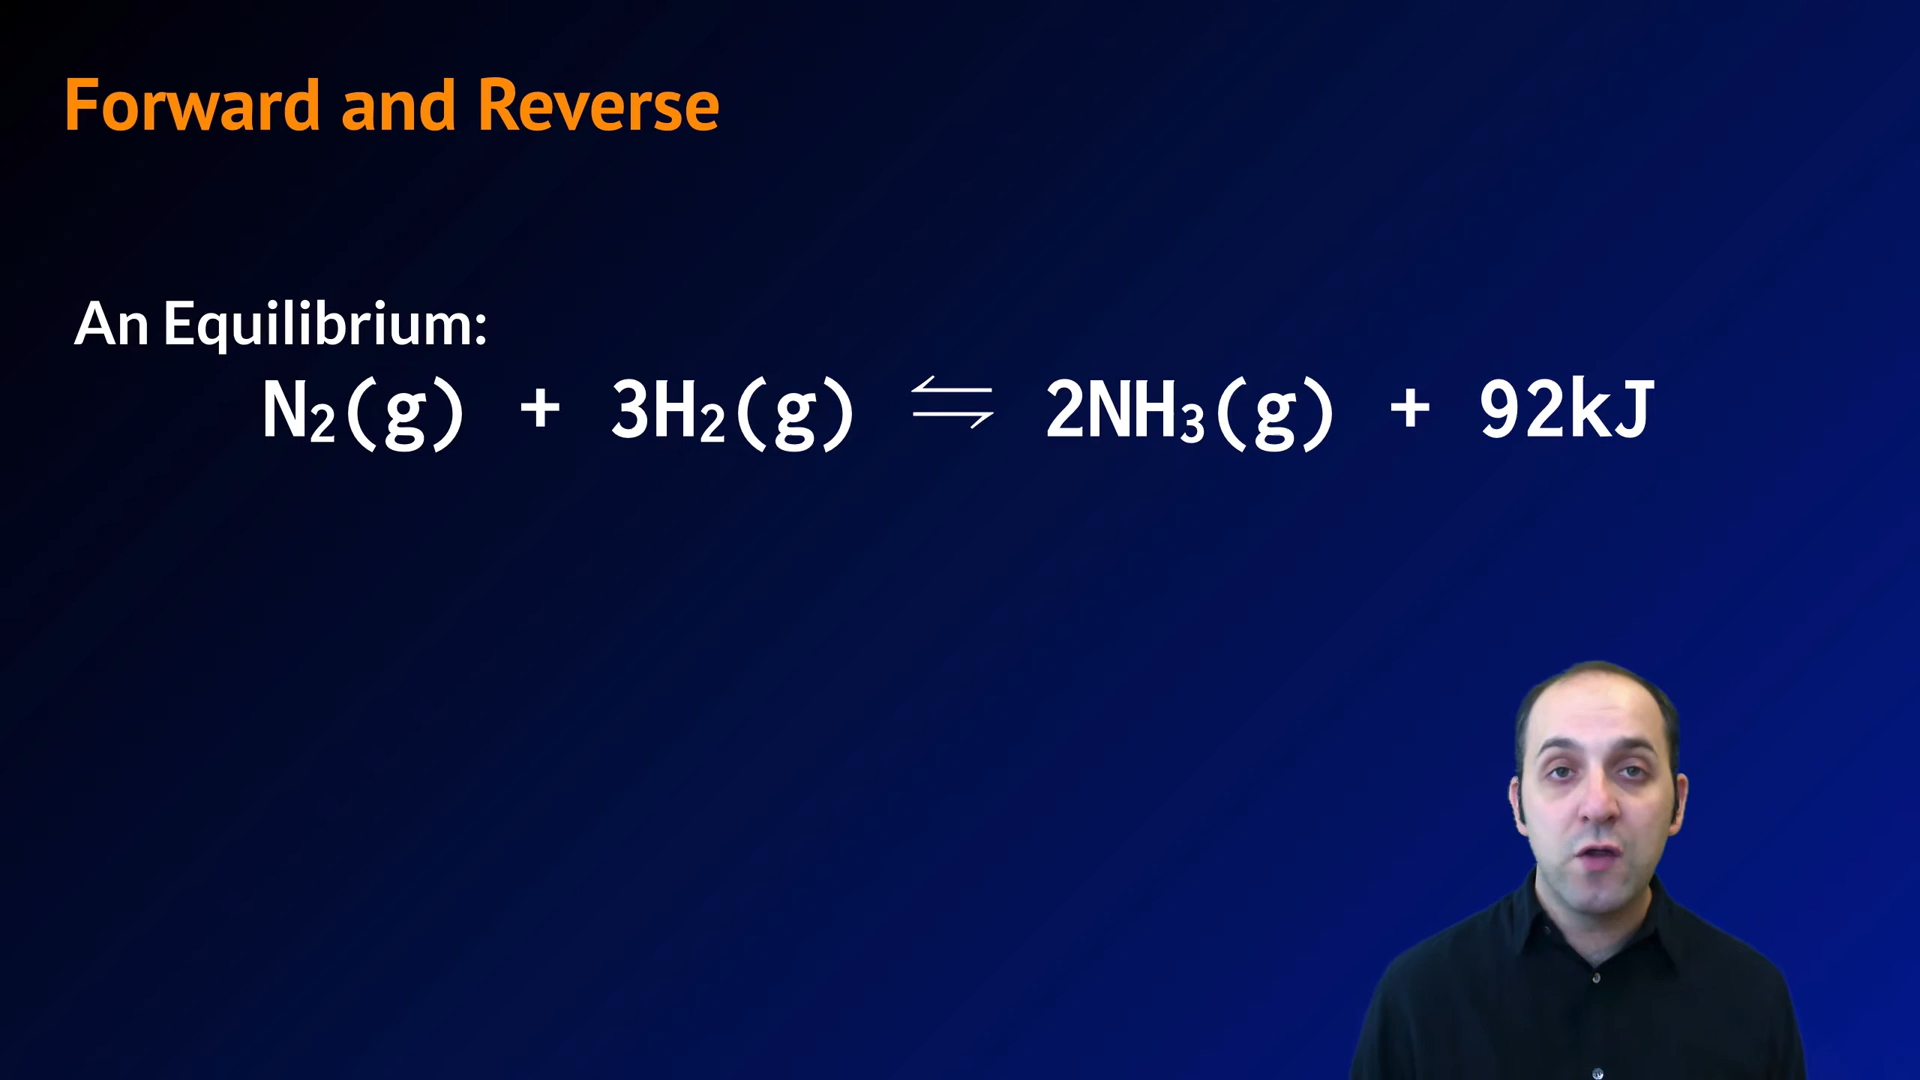 Forward and Reverse
An Equilibrium:
N₂(g) + 3H₂(g) ⇋ 2NH₃(g) + 92kJ